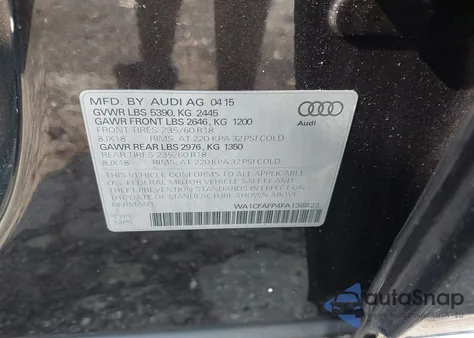 MFD. BY AUDI AG 04 15
GVWR LBS 5390, KG 2445
GAWR FRONT LBS 2646, KG 1200
FRONT TIRES 235/60 R18
8JX18 RIMS, AT 220 KPA 32 PSI COLD
GAWR REAR LBS 2976, KG 1350
REAR TIRES 235/60 R18
8JX18 RIMS, AT 220 KPA 32 PSI COLD
THIS VEHICLE CONFORMS TO ALL APPLICABLE
U.S. FEDERAL MOTOR VEHICLE SAFETY AND
THEFT PREVENTION STANDARDS IN EFFECT ON
THE DATE OF MANUFACTURE SHOWN ABOVE
GERMANY
TYPE
Audi
autoSnap